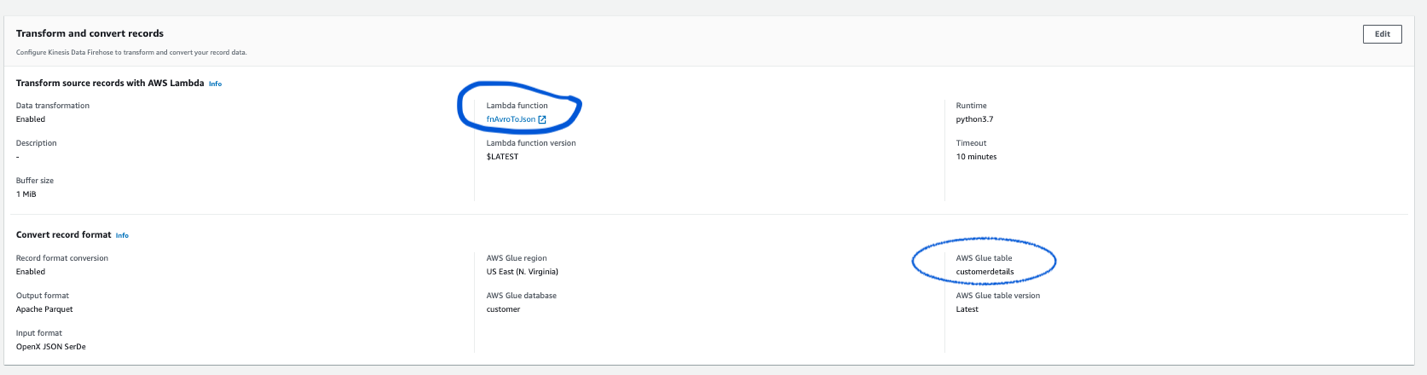 Transform and convert records
Edit
Configure Kinesis Data Firehose to transform and convert your record data.
Transform source records with AWS Lambda Info
Data transformation
Enabled
Description
-
Buffer size
1 MiB
Lambda function
fnAvroToJson
Lambda function version
$LATEST
Runtime
python3.7
Timeout
10 minutes
Convert record format Info
Record format conversion
Enabled
Output format
Apache Parquet
Input format
OpenX JSON SerDe
AWS Glue region
US East (N. Virginia)
AWS Glue database
customer
AWS Glue table
customerdetails
AWS Glue table version
Latest